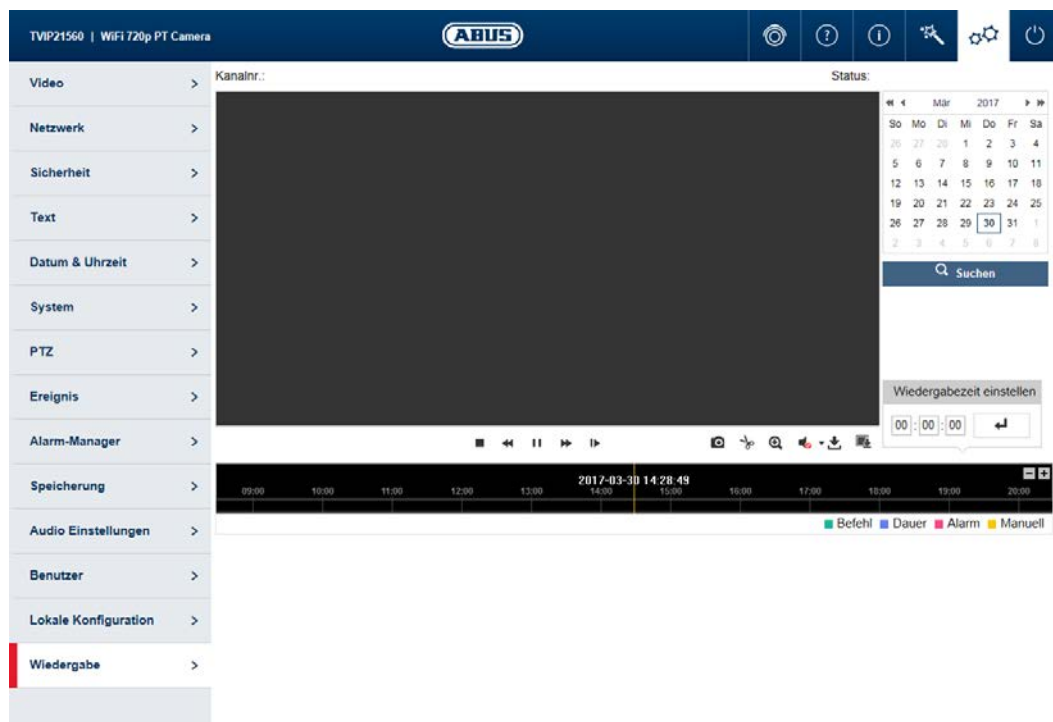 TVIP21560 | WiFi 720p PT Camera
ABUS
Video
Netzwerk
Sicherheit
Text
Datum & Uhrzeit
System
PTZ
Ereignis
Alarm-Manager
Speicherung
Audio Einstellungen
Benutzer
Lokale Konfiguration
Wiedergabe
Kanalnr.:
Status:
Mär 2017
So Mo Di Mi Do Fr Sa
26 27 28 1 2 3 4
5 6 7 8 9 10 11
12 13 14 15 16 17 18
19 20 21 22 23 24 25
26 27 28 29 30 31 1
2 3 4 5 6 7 8
Suchen
Wiedergabezeit einstellen
00 : 00 : 00
2017-03-30 14:28:49
09:00 10:00 11:00 12:00 13:00 14:00 15:00 16:00 17:00 18:00 19:00 20:00
Befehl Dauer Alarm Manuell